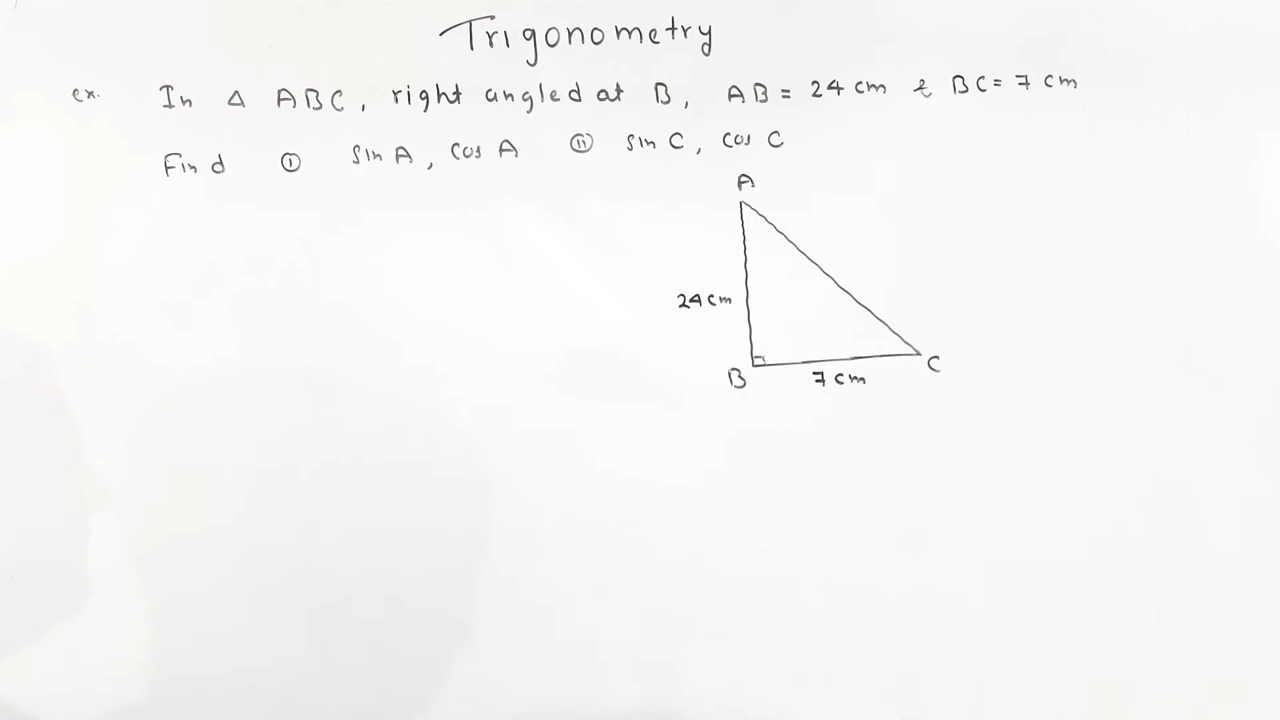 Trigonometry
ex. In Δ ABC, right angled at B, AB = 24 cm & BC = 7 cm
Find ⓘ sin A, cos A ⑪ sin C, cos C
A
24 cm
B
7 cm
C